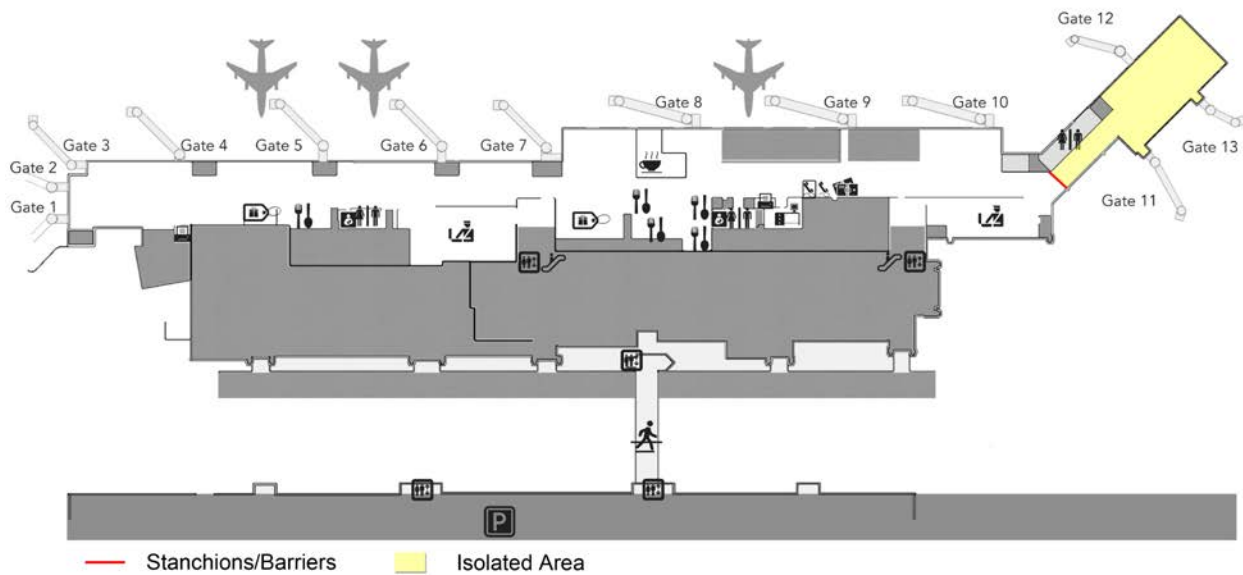 Gate 12
Gate 8
Gate 9
Gate 10
Gate 3
Gate 4
Gate 5
Gate 6
Gate 7
Gate 13
Gate 2
Gate 11
Gate 1
P
Stanchions/Barriers
Isolated Area